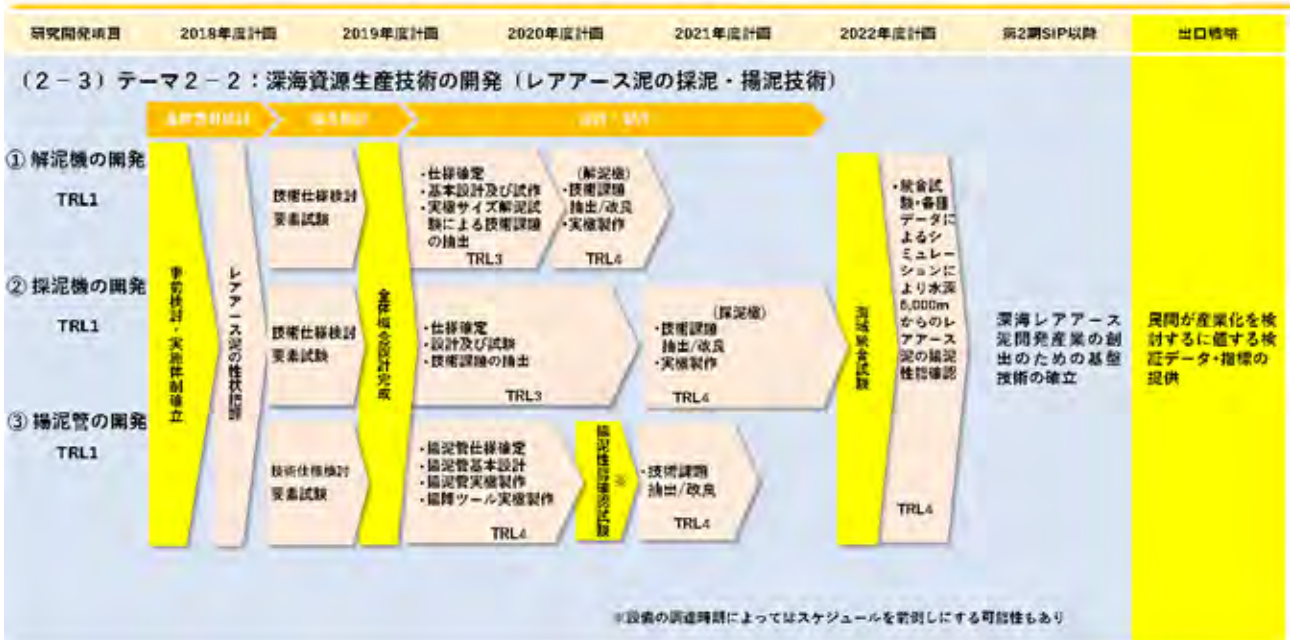 研究開発項目
2018年度計画
2019年度計画
2020年度計画
2021年度計画
2022年度計画
第2期SIP以降
出口戦略
（2－3）テーマ2－2：深海資源生産技術の開発（レアアース泥の採泥・揚泥技術）
① 解泥機の開発
TRL1
② 採泥機の開発
TRL1
③ 揚泥管の開発
TRL1
事前検討・実施体制確立
レアアース泥の性状把握
技術仕様検討
要素試験
技術仕様検討
要素試験
技術仕様検討
要素試験
全体概念設計完成
・仕様確定
・基本設計及び試作
・実機サイズ解泥試
験による技術課題
の抽出
TRL3
（解泥機）
・技術課題
抽出/改良
・実機製作
TRL4
・仕様確定
・設計及び試験
・技術課題の抽出
TRL3
（採泥機）
・技術課題
抽出/改良
・実機製作
TRL4
・揚泥管仕様確定
・揚泥管基本設計
・揚泥管実機製作
・揚降ツール実機製作
TRL4
揚泥性能確認試験
※
・技術課題
抽出/改良
TRL4
海域統合試験
・統合試
験・各種
データに
よるシ
ミュレー
ションに
より水深
6,000m
からのレ
アアース
泥の揚泥
性能確認
TRL4
深海レアアース
泥開発産業の創
出のための基盤
技術の確立
民間が産業化を検
討するに値する検
証データ・指標の
提供
※設備の調達時期によってはスケジュールを前倒しにする可能性もあり